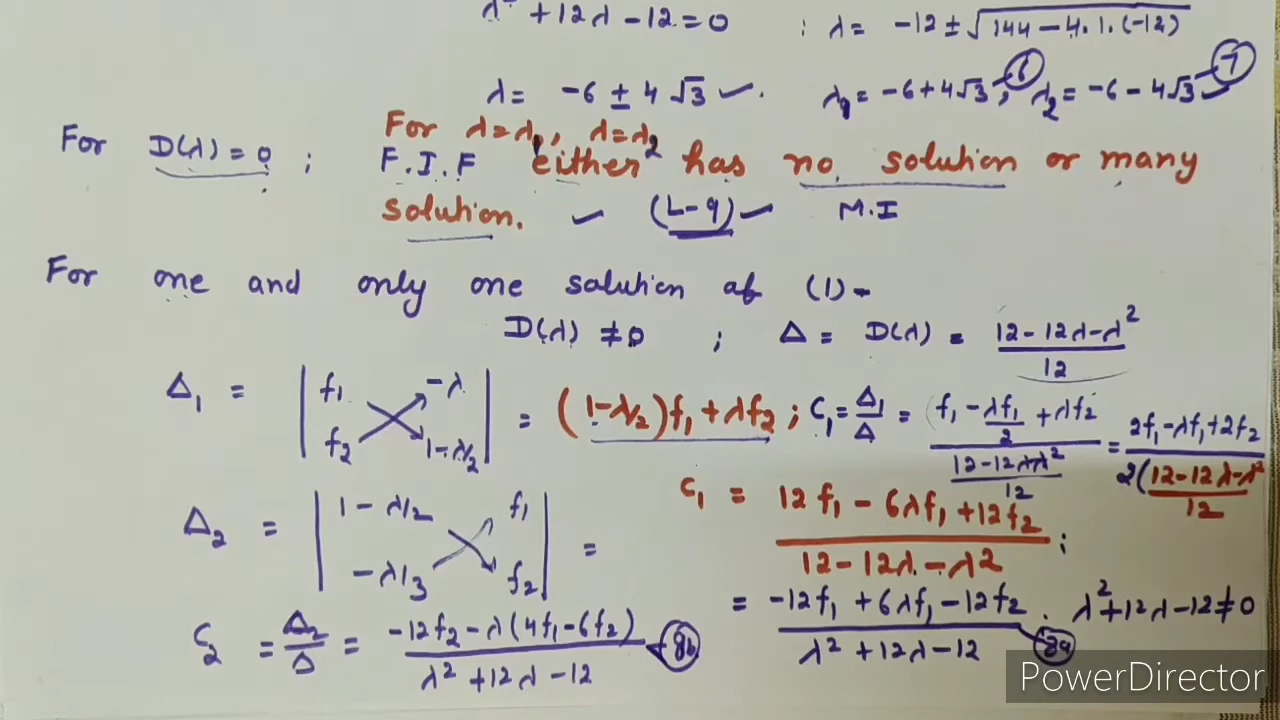 λ² + 12λ - 12 = 0 ; λ = -12 ± √144 - 4.1.(-12)
λ = -6 ± 4√3 ✓. λ₁ = -6 + 4√3 ⑥ ; λ₂ = -6 - 4√3 ⑦
For λ = λ₁, λ = λ₂
For D(λ) = 0 ; F.I.F either has no solution or many
solution. ✓ (L-9) ✓ M.I
For one and only one solution of (1) -
D(λ) ≠ 0 ; Δ = D(λ) = (12 - 12λ - λ²)/12
Δ₁ = | f₁ -λ ; f₂ 1-λ/2 | = (1-λ/2)f₁ + λf₂ ; C₁ = Δ₁/Δ = (f₁ - λf₁/2 + λf₂)/((12-12λ-λ²)/12) = (2f₁ - λf₁ + 2f₂)/(2(12-12λ-λ²)/12)
C₁ = (12f₁ - 6λf₁ + 12f₂)/(12 - 12λ - λ²) ;
Δ₂ = | 1 - λ/2 f₁ ; -λ/3 f₂ | =
= (-12f₁ + 6λf₁ - 12f₂)/(λ² + 12λ - 12) 8a . λ² + 12λ - 12 ≠ 0
C₂ = Δ₂/Δ = (-12f₂ - λ(4f₁ - 6f₂))/(λ² + 12λ - 12) 8b
PowerDirector